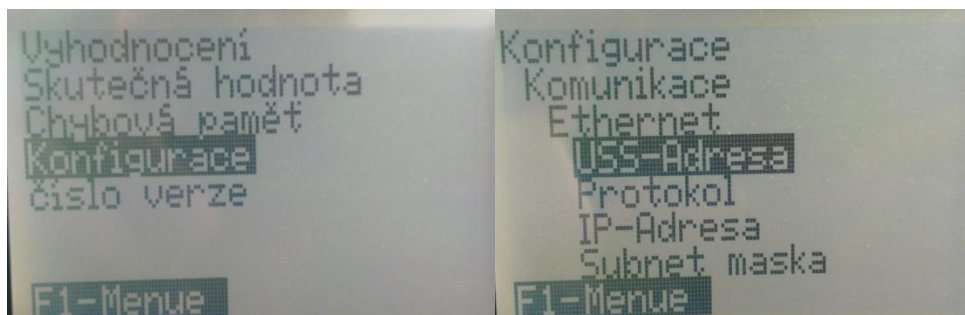 Vyhodnocení
Skutečná hodnota
Chybová paměť
Konfigurace
číslo verze
F1-Menue
Konfigurace
Komunikace
Ethernet
USS-Adresa
Protokol
IP-Adresa
Subnet maska
F1-Menue